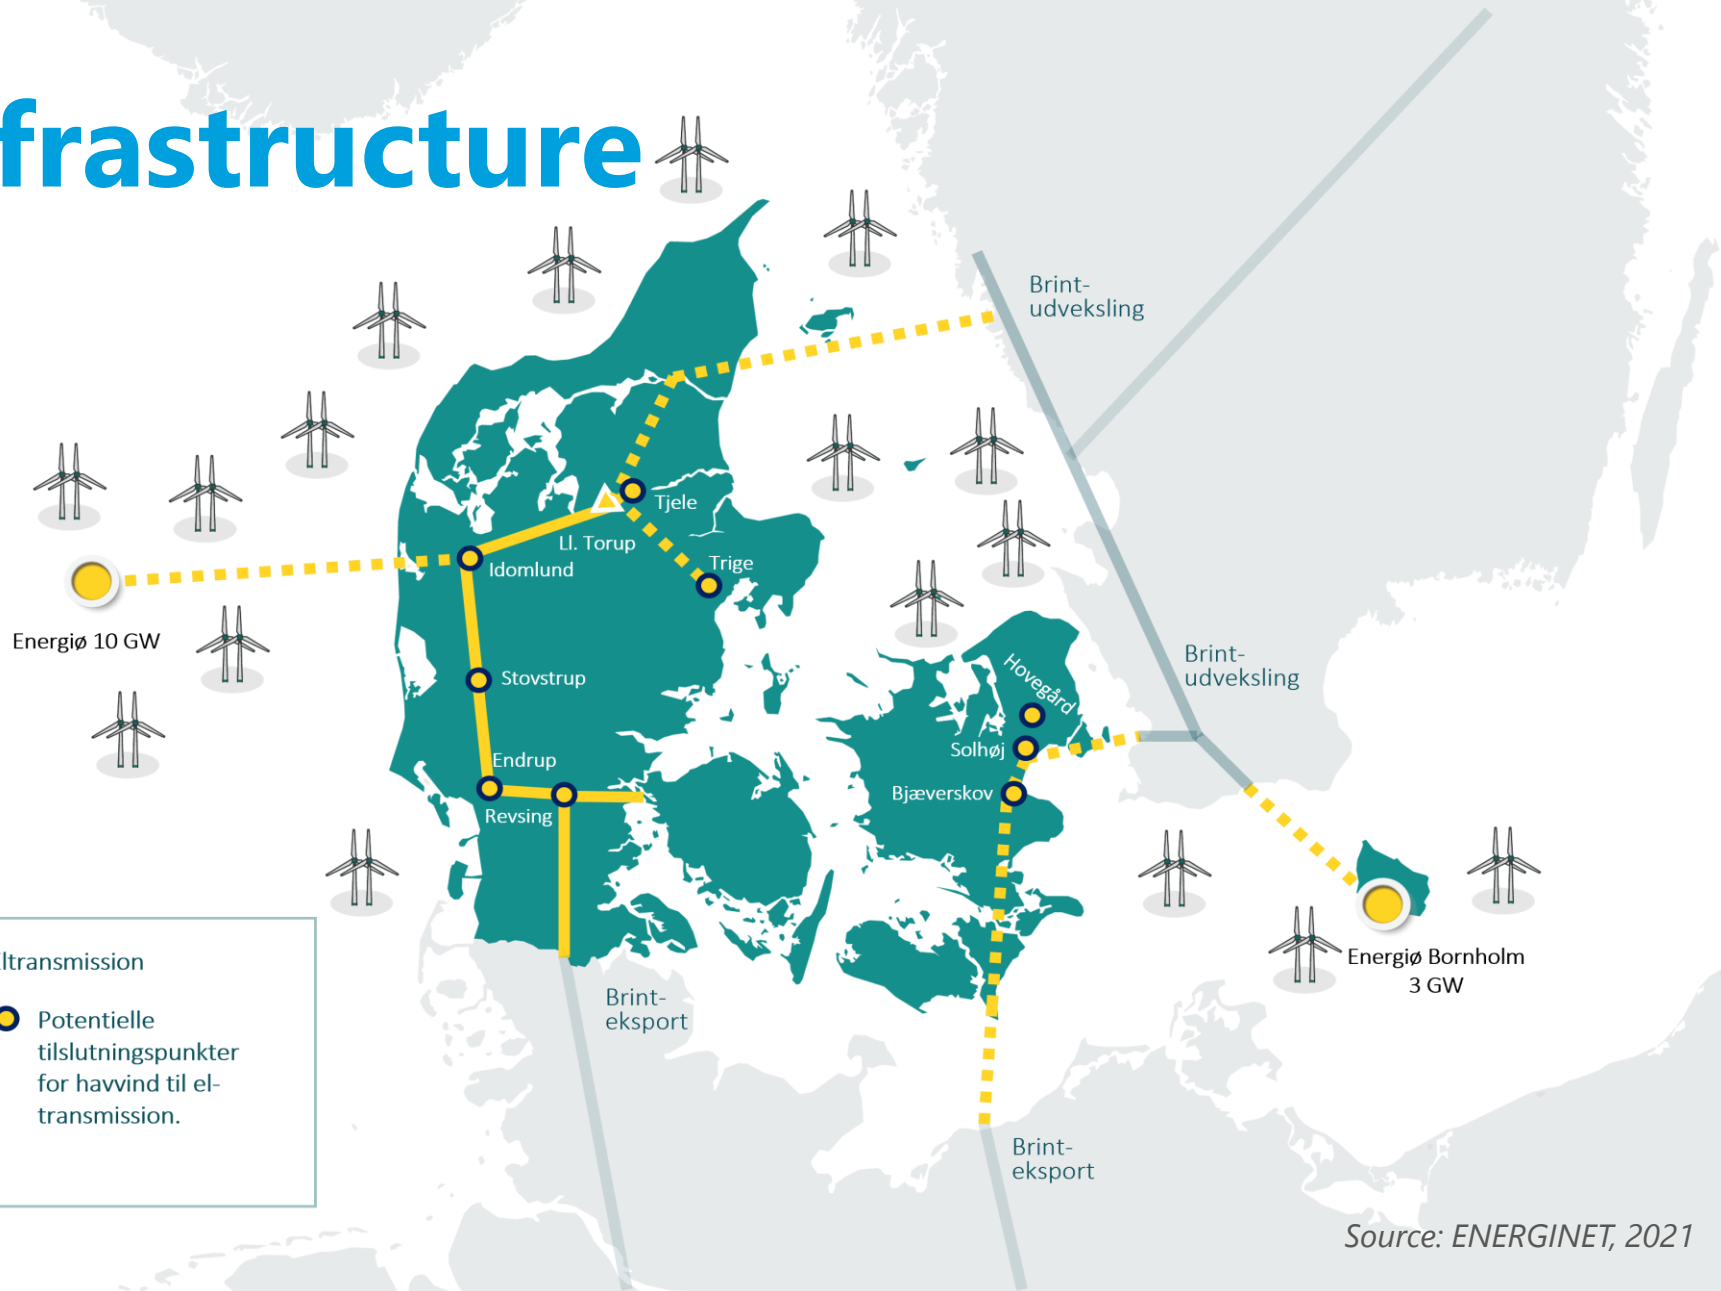 frastructure
Brint-
udveksling
Tjele
Ll. Torup
Idomlund
Trige
Energiø 10 GW
Stovstrup
Hovegård
Brint-
udveksling
Solhøj
Endrup
Bjæverskov
Revsing
Energiø Bornholm
3 GW
ltransmission
Potentielle
tilslutningspunkter
for havvind til el-
transmission.
Brint-
eksport
Brint-
eksport
Source: ENERGINET, 2021